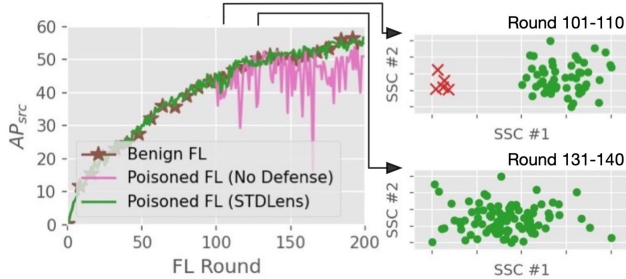 60
50
40
30
20
10
0
AP_src
0
50
100
150
200
FL Round
Benign FL
Poisoned FL (No Defense)
Poisoned FL (STDLens)
Round 101-110
SSC #2
SSC #1
Round 131-140
SSC #2
SSC #1